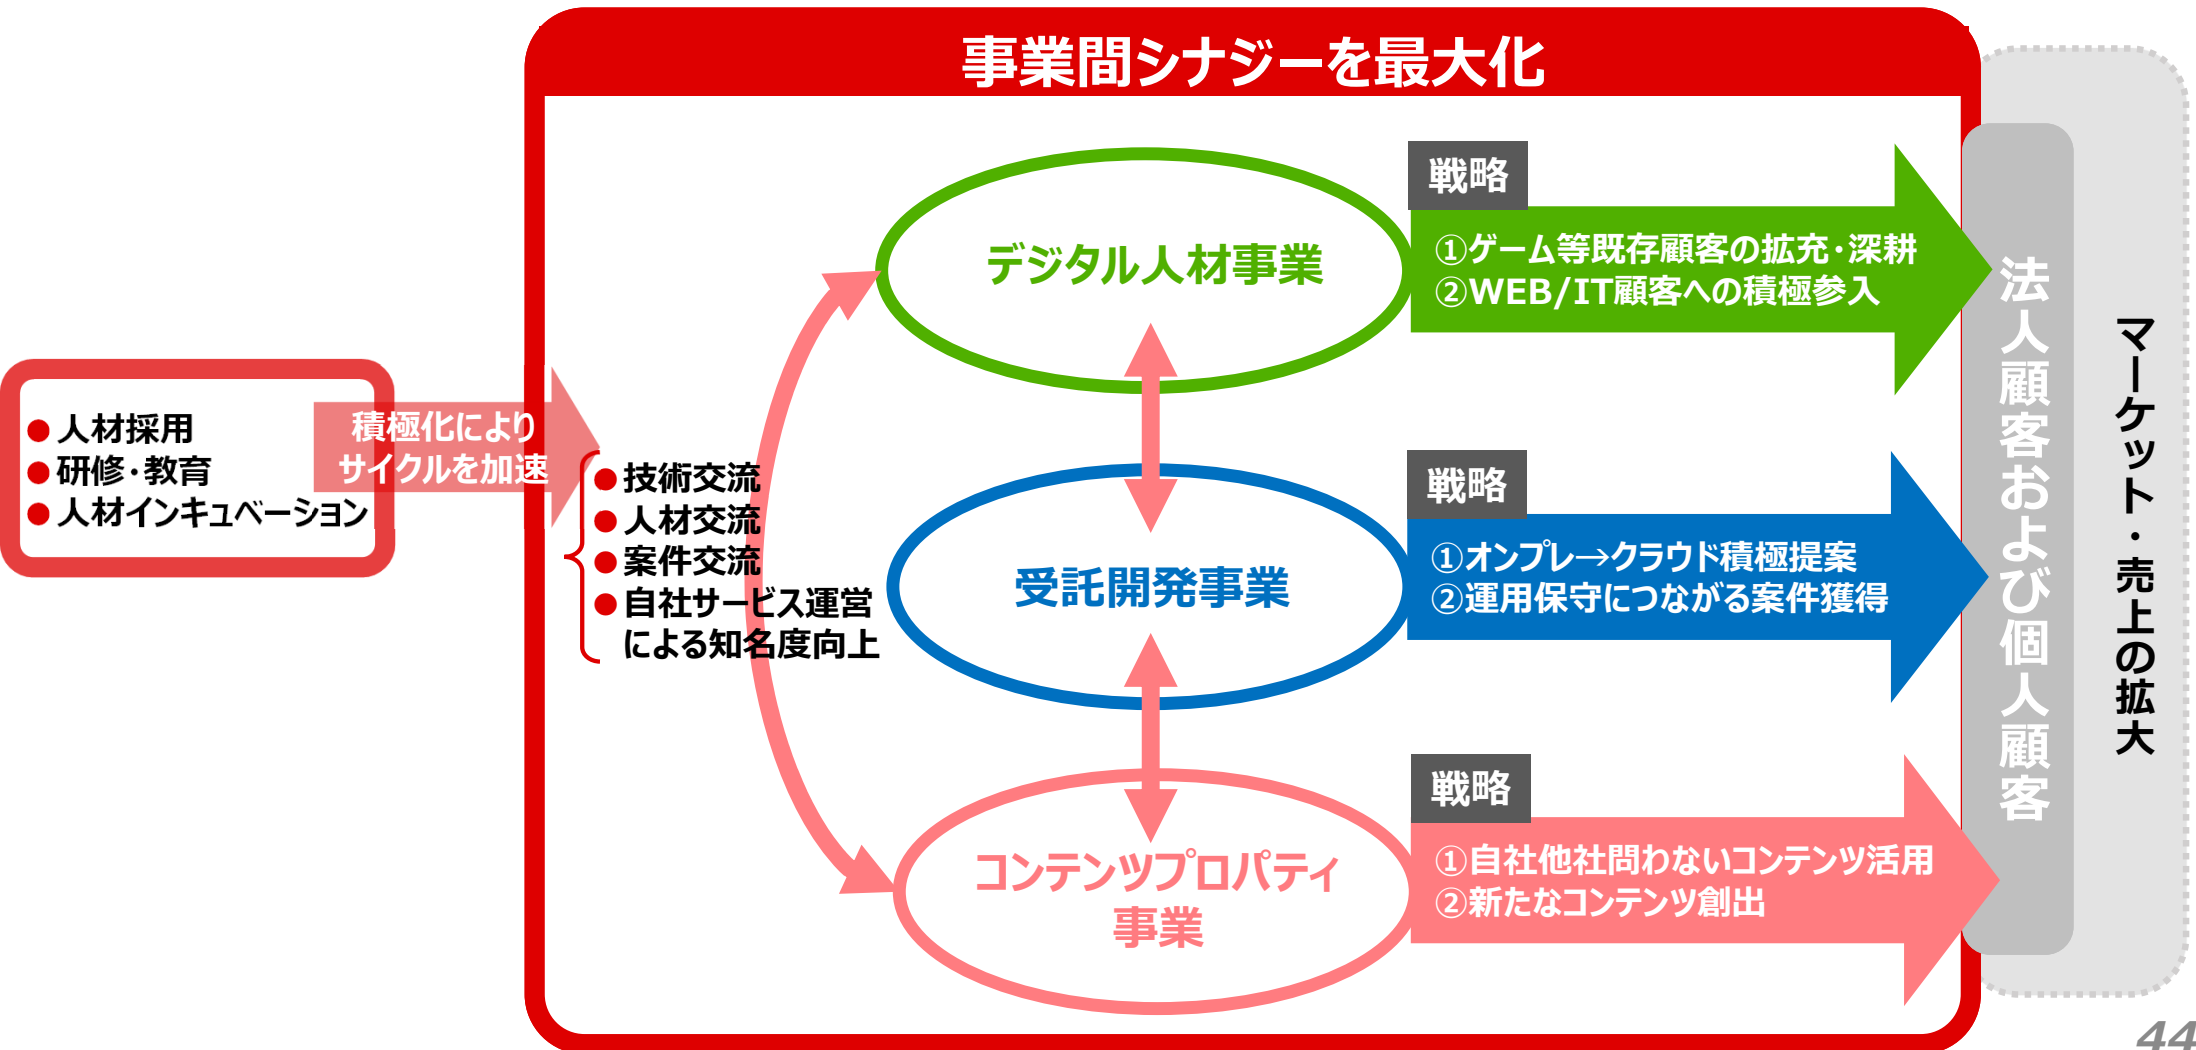 事業間シナジーを最大化
● 人材採用
● 研修・教育
● 人材インキュベーション
積極化により
サイクルを加速
● 技術交流
● 人材交流
● 案件交流
● 自社サービス運営
による知名度向上
デジタル人材事業
戦略
①ゲーム等既存顧客の拡充・深耕
②WEB/IT顧客への積極参入
受託開発事業
戦略
①オンプレ→クラウド積極提案
②運用保守につながる案件獲得
コンテンツプロパティ
事業
戦略
①自社他社問わないコンテンツ活用
②新たなコンテンツ創出
法人顧客および個人顧客
マーケット・売上の拡大
44